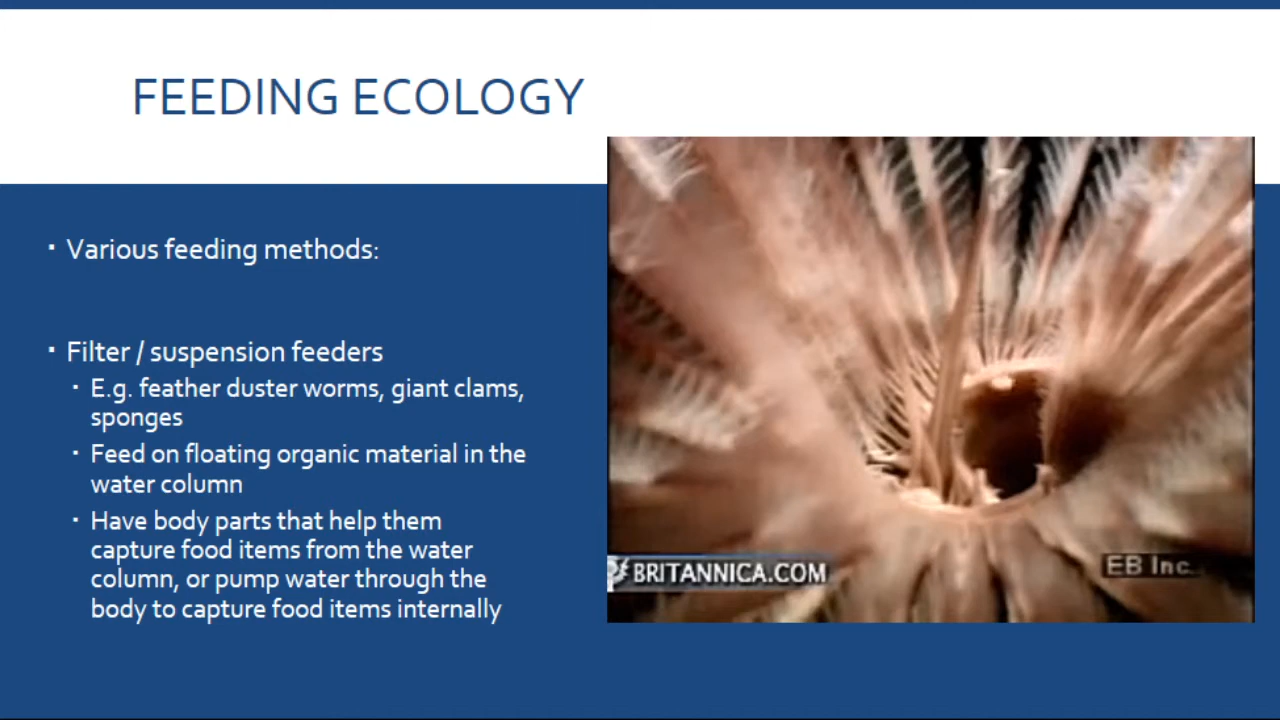 FEEDING ECOLOGY
▪ Various feeding methods:
▪ Filter / suspension feeders
▪ E.g. feather duster worms, giant clams,
sponges
▪ Feed on floating organic material in the
water column
▪ Have body parts that help them
capture food items from the water
column, or pump water through the
body to capture food items internally
BRITANNICA.COM
EB Inc.